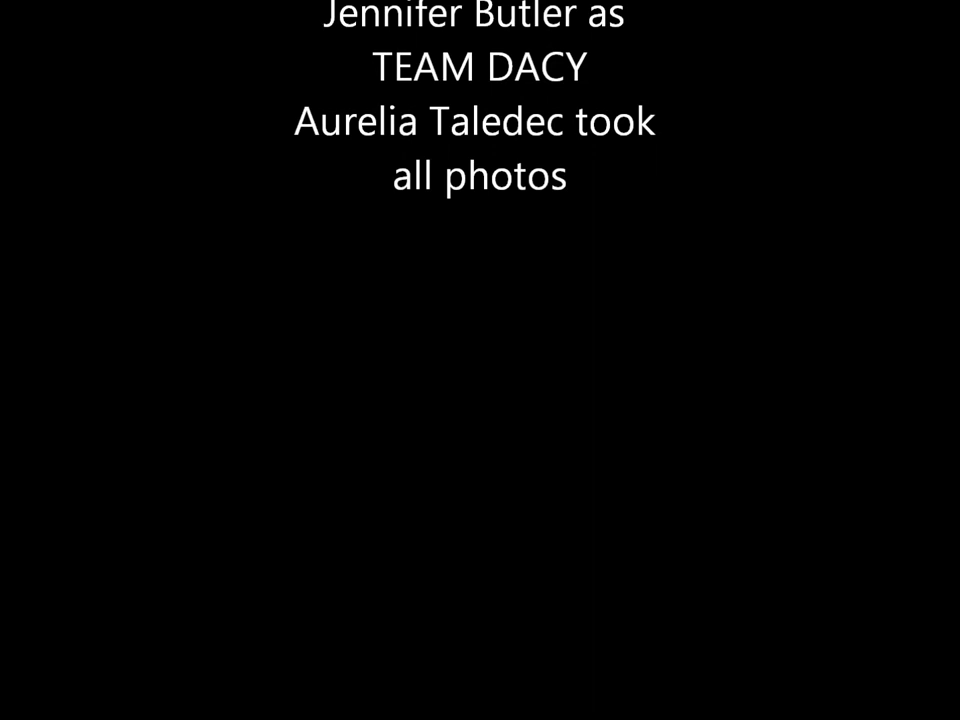 Jennifer Butler as
TEAM DACY
Aurelia Taledec took
all photos